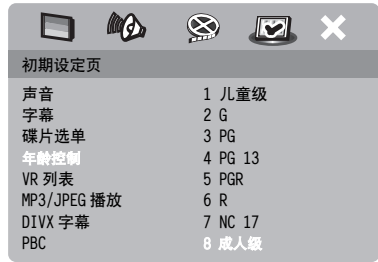 初期设定页
声音 1 儿童级
字幕 2 G
碟片选单 3 PG
年龄控制 4 PG 13
VR 列表 5 PGR
MP3/JPEG 播放 6 R
DIVX 字幕 7 NC 17
PBC 8 成人级